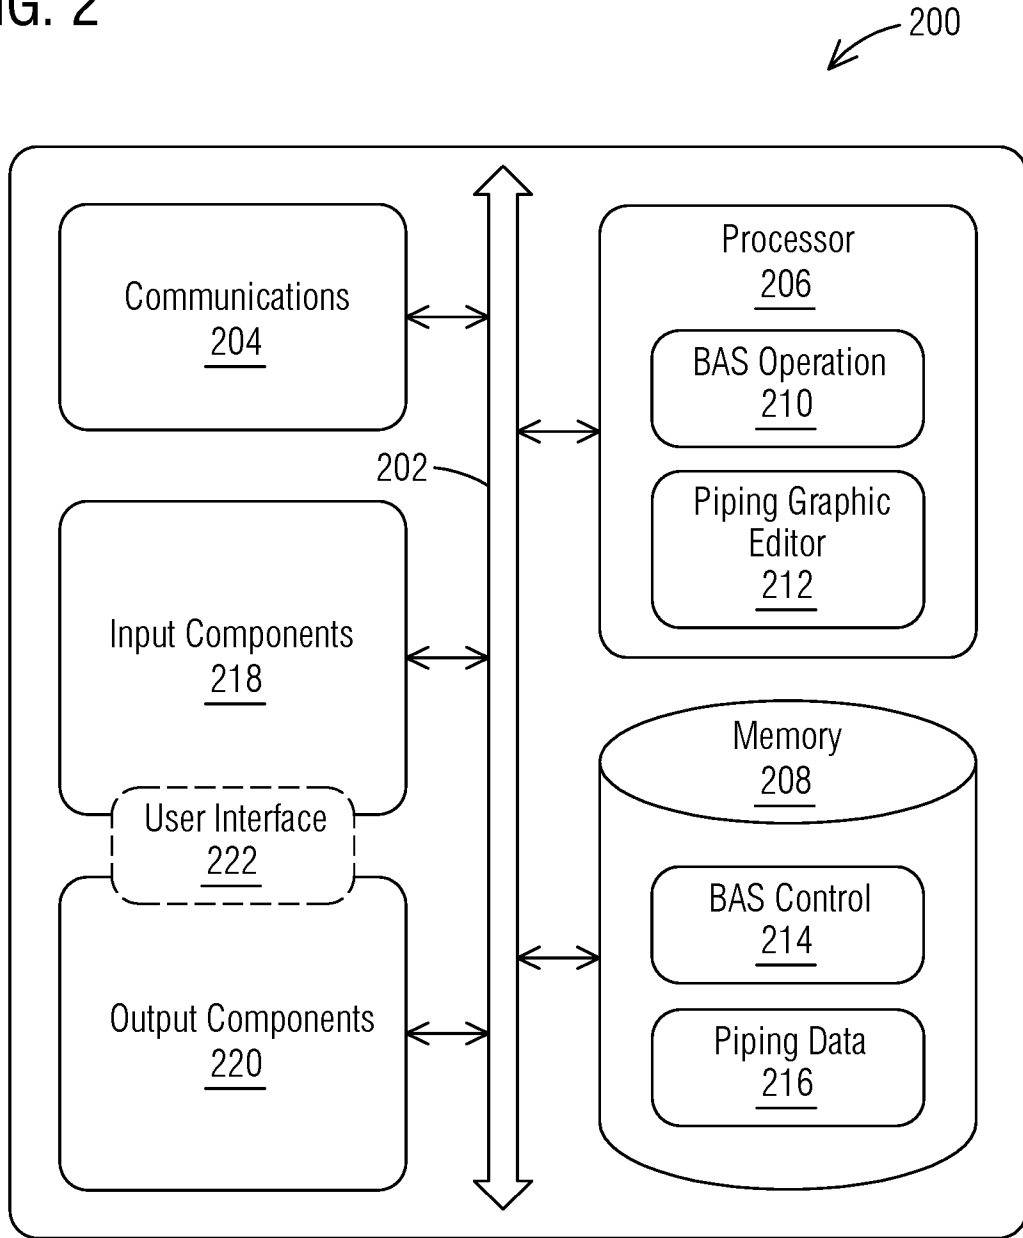 FIG. 2
200
Communications
204
202
Input Components
218
User Interface
222
Output Components
220
Processor
206
BAS Operation
210
Piping Graphic
Editor
212
Memory
208
BAS Control
214
Piping Data
216